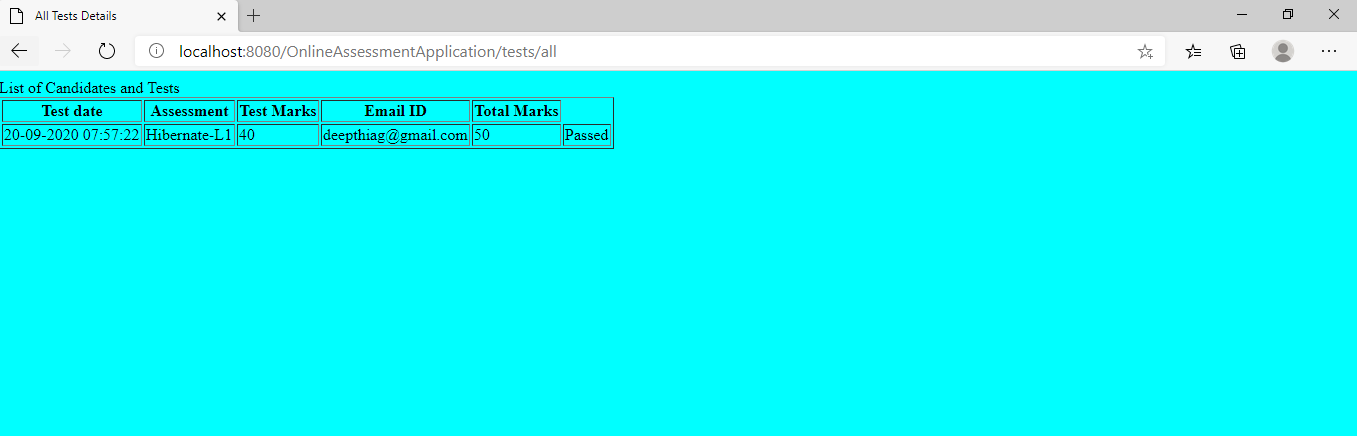 All Tests Details
localhost:8080/OnlineAssessmentApplication/tests/all
List of Candidates and Tests
Test date Assessment Test Marks Email ID Total Marks
20-09-2020 07:57:22 Hibernate-L1 40 deepthiag@gmail.com 50 Passed